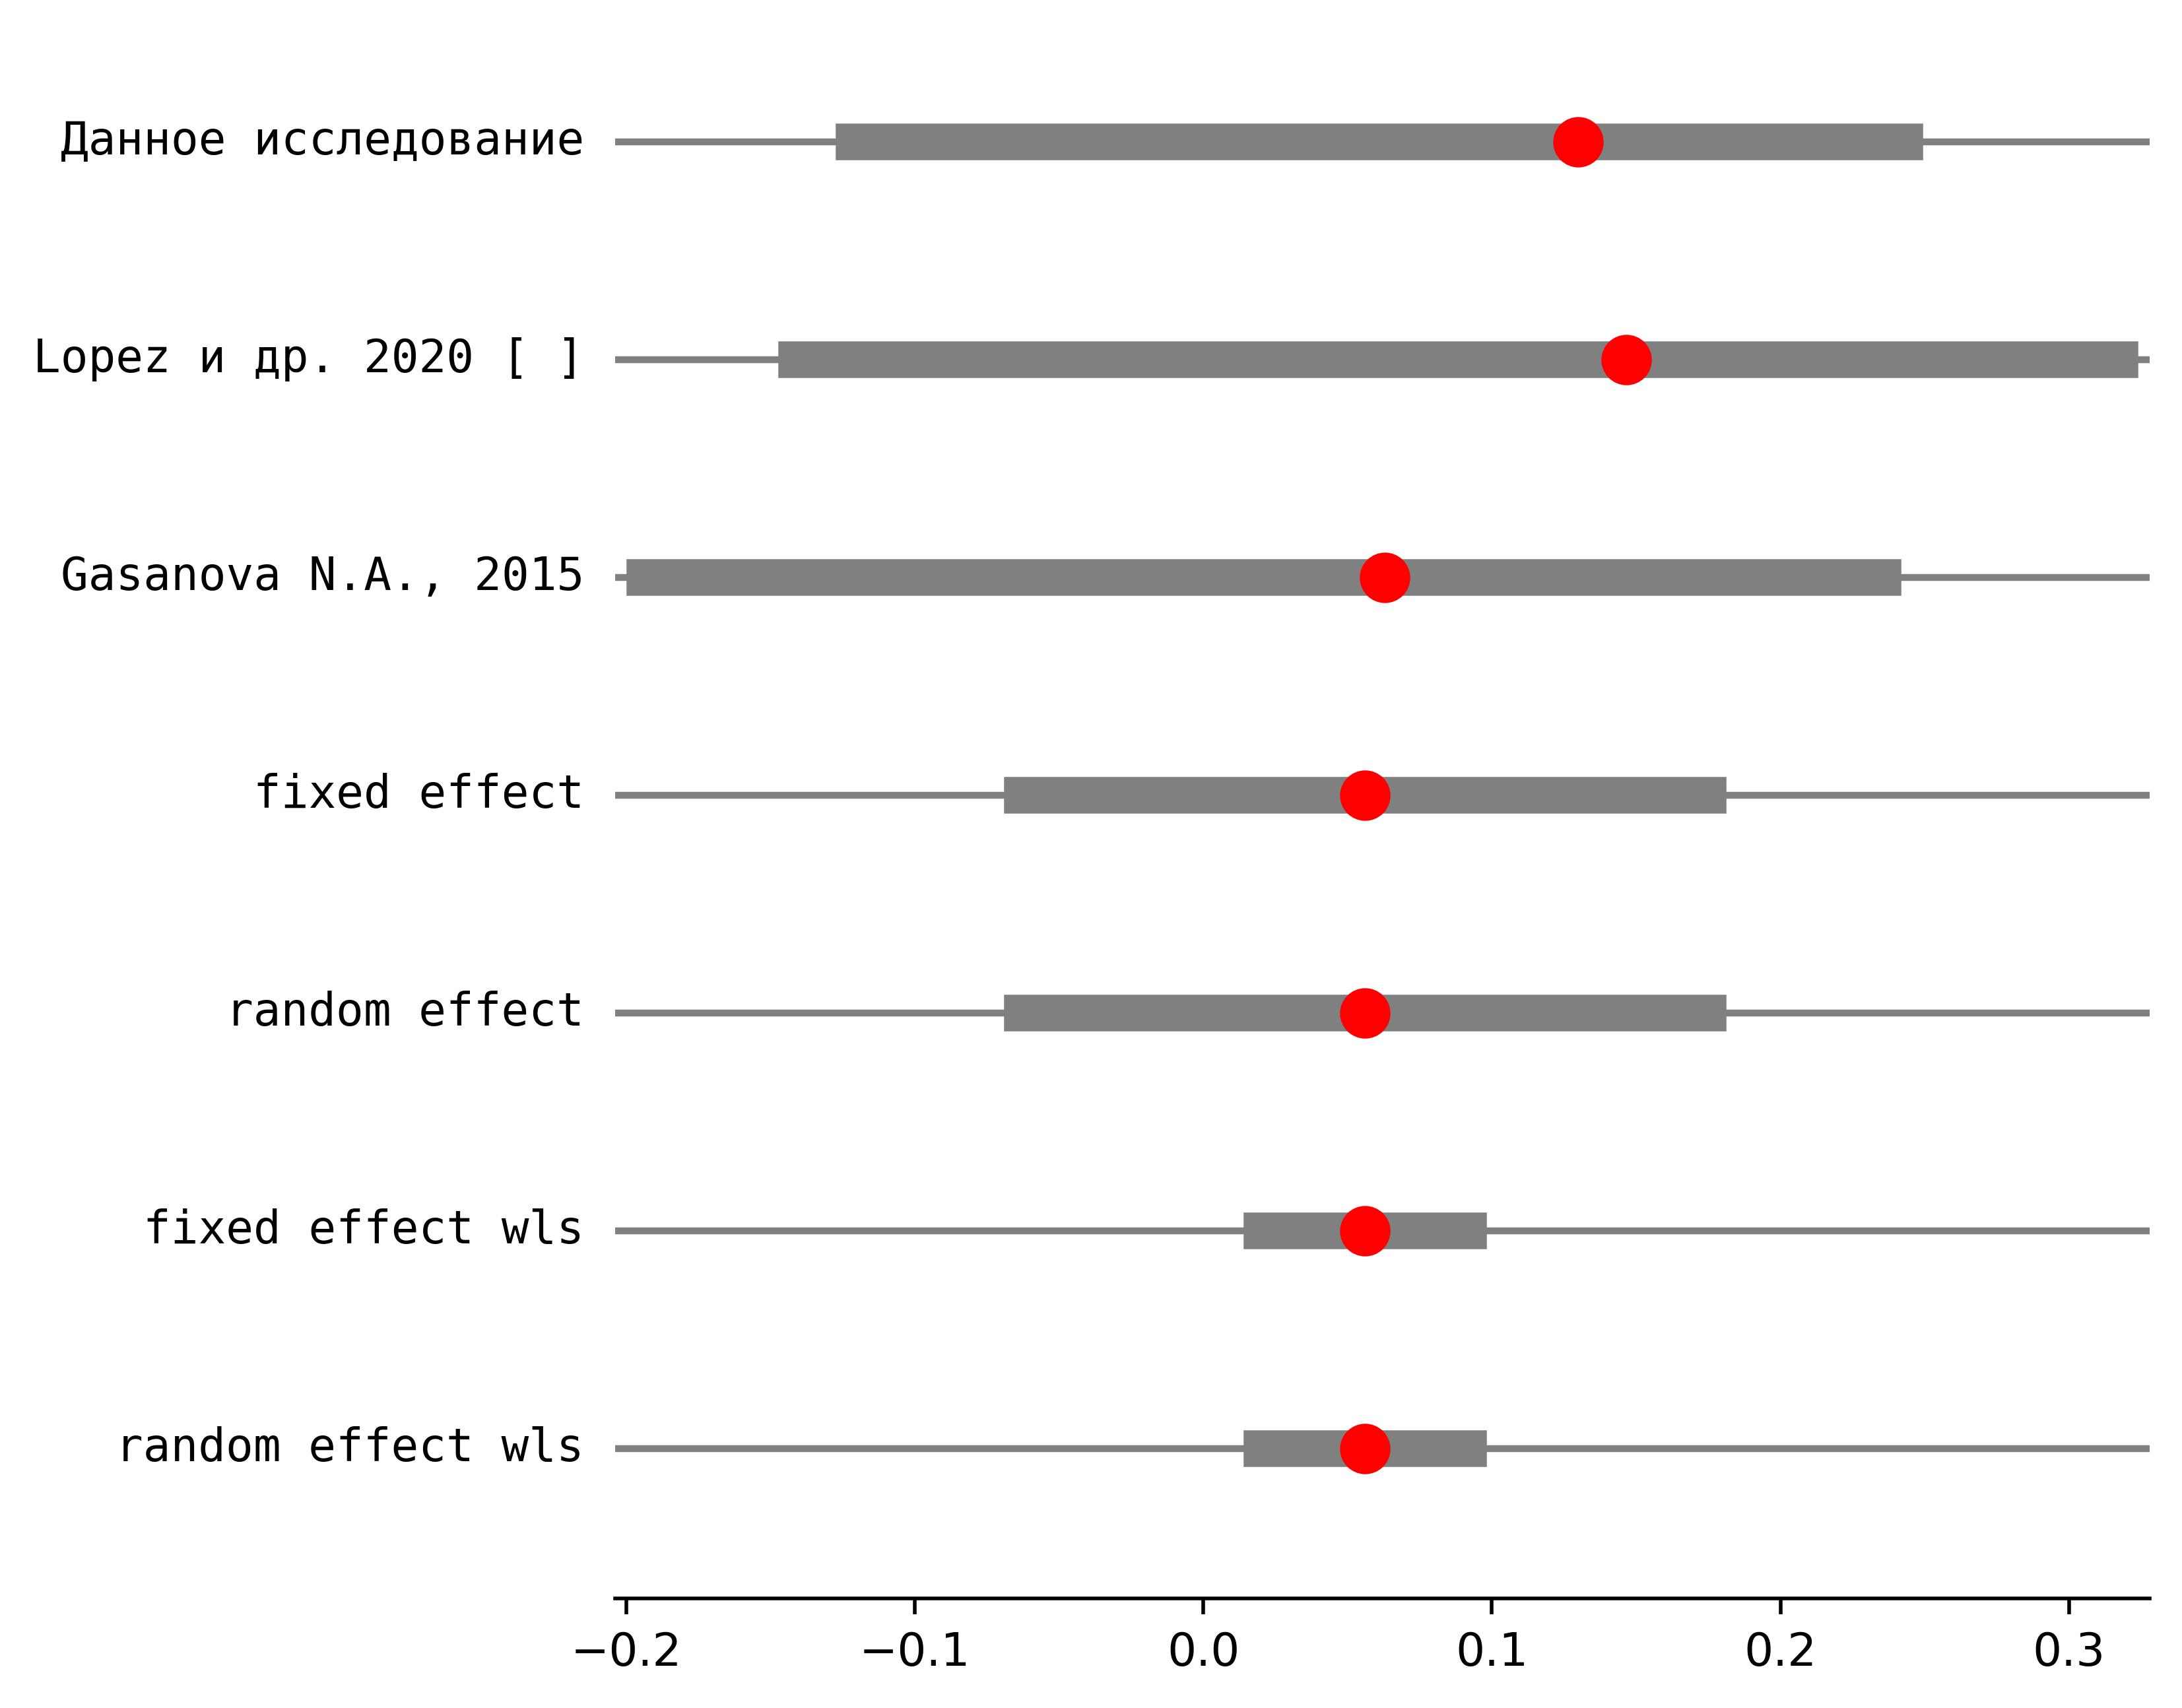 Данное исследование
Lopez и др. 2020 [ ]
Gasanova N.A., 2015
fixed effect
random effect
fixed effect wls
random effect wls
−0.2 −0.1 0.0 0.1 0.2 0.3